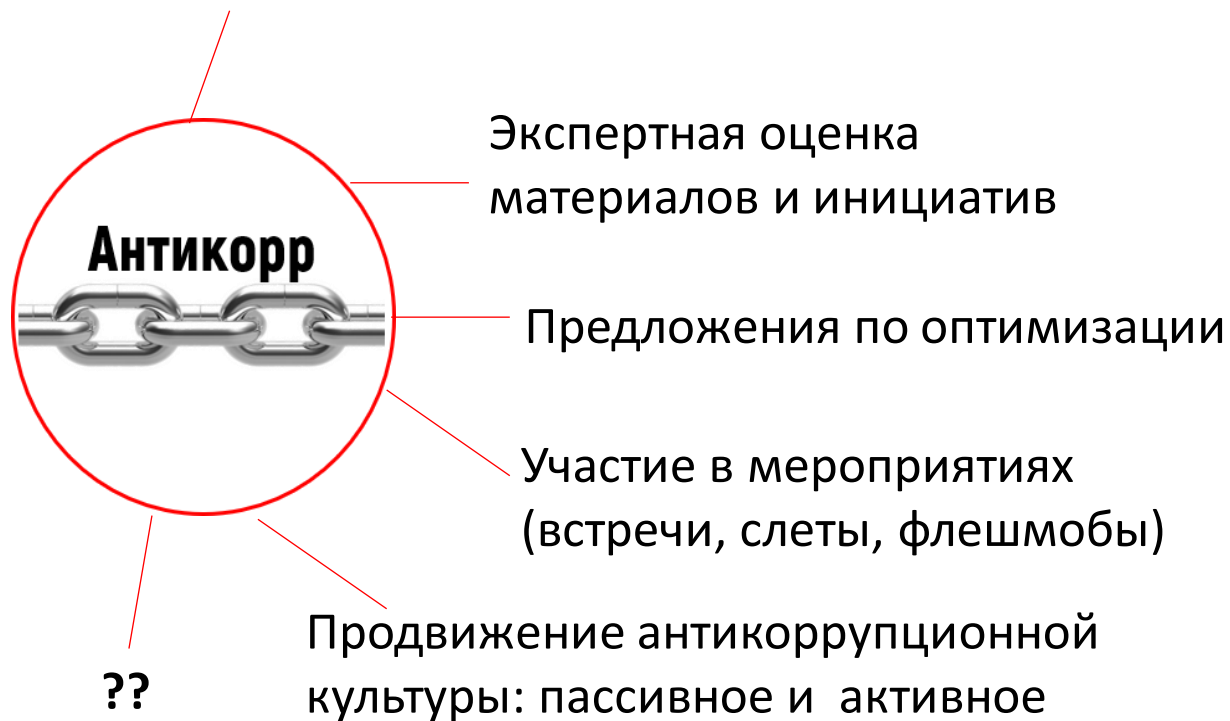 Экспертная оценка
материалов и инициатив
Антикорр
Предложения по оптимизации
Участие в мероприятиях
(встречи, слеты, флешмобы)
Продвижение антикоррупционной
культуры: пассивное и  активное
??